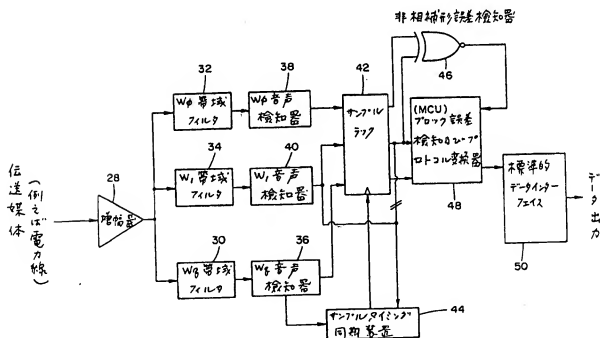 非相補形誤差検知器
46
32
38
42
WΦ帯域
フィルタ
WΦ音声
検知器
サンプル
ラッチ
(MCU)
ブロック誤差
検知および
プロトコル変換器
48
34
40
W₁帯域
フィルタ
W₁音声
検知器
伝送媒体
(例えば電力線)
28
増幅器
標準的
データインター
フェイス
50
データ出力
30
36
帯域
フィルタ
音声
検知器
サンプルタイミング
同期装置
44